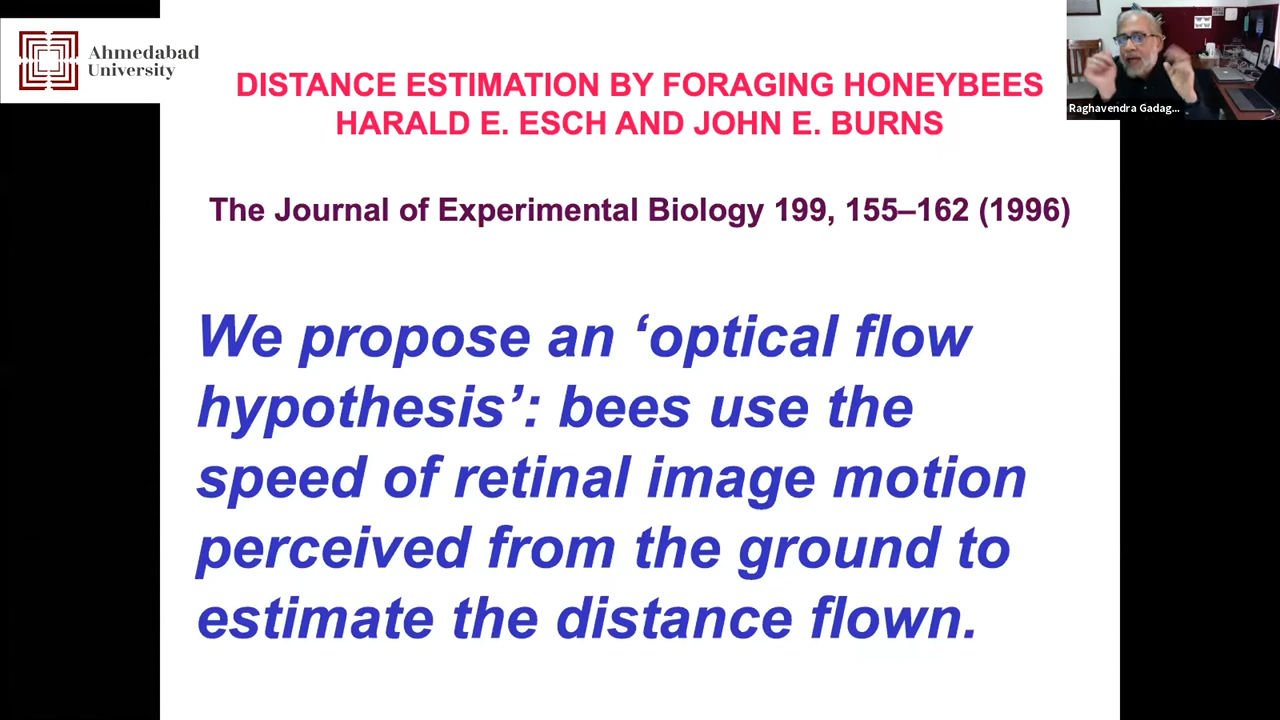 Ahmedabad
University
DISTANCE ESTIMATION BY FORAGING HONEYBEES
HARALD E. ESCH AND JOHN E. BURNS
Raghavendra Gadag...
The Journal of Experimental Biology 199, 155–162 (1996)
We propose an ‘optical flow
hypothesis’: bees use the
speed of retinal image motion
perceived from the ground to
estimate the distance flown.